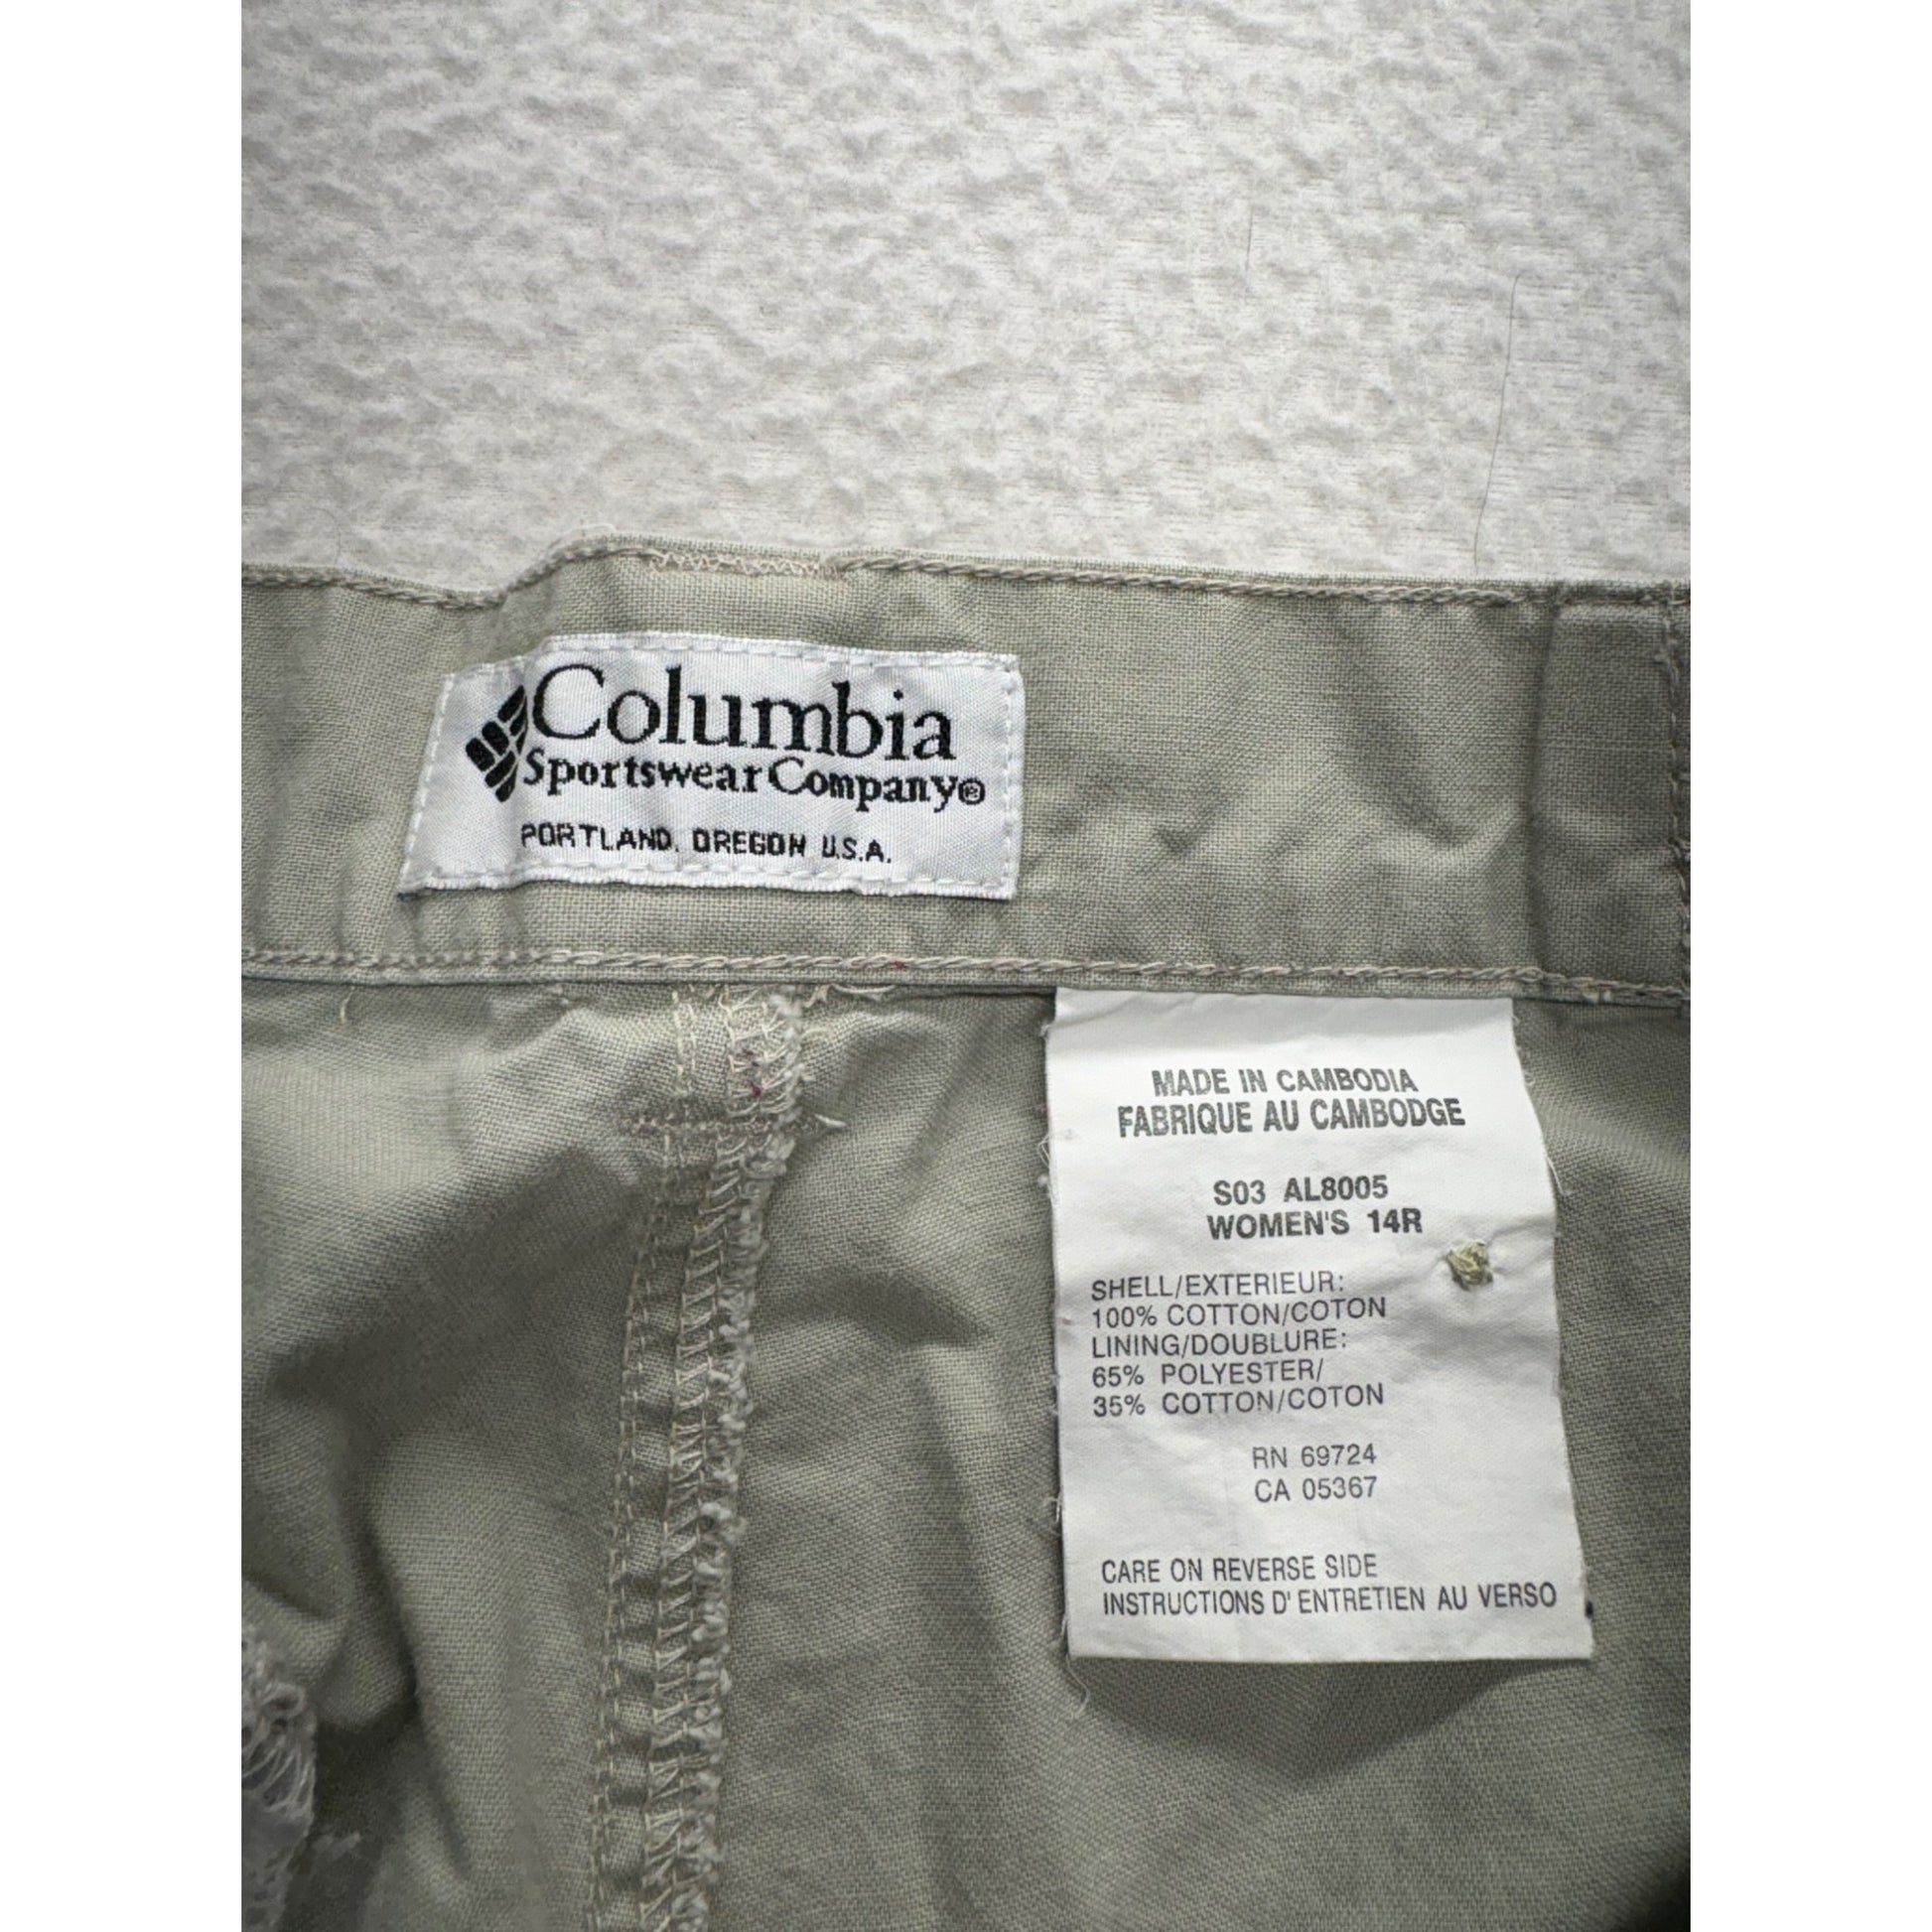 Columbia
Sportswear Company®
PORTLAND, OREGON U.S.A.
MADE IN CAMBODIA
FABRIQUE AU CAMBODGE
S03 AL8005
WOMEN'S 14R
SHELL/EXTERIEUR:
100% COTTON/COTON
LINING/DOUBLURE:
65% POLYESTER/
35% COTTON/COTON
RN 69724
CA 05367
CARE ON REVERSE SIDE
INSTRUCTIONS D'ENTRETIEN AU VERSO